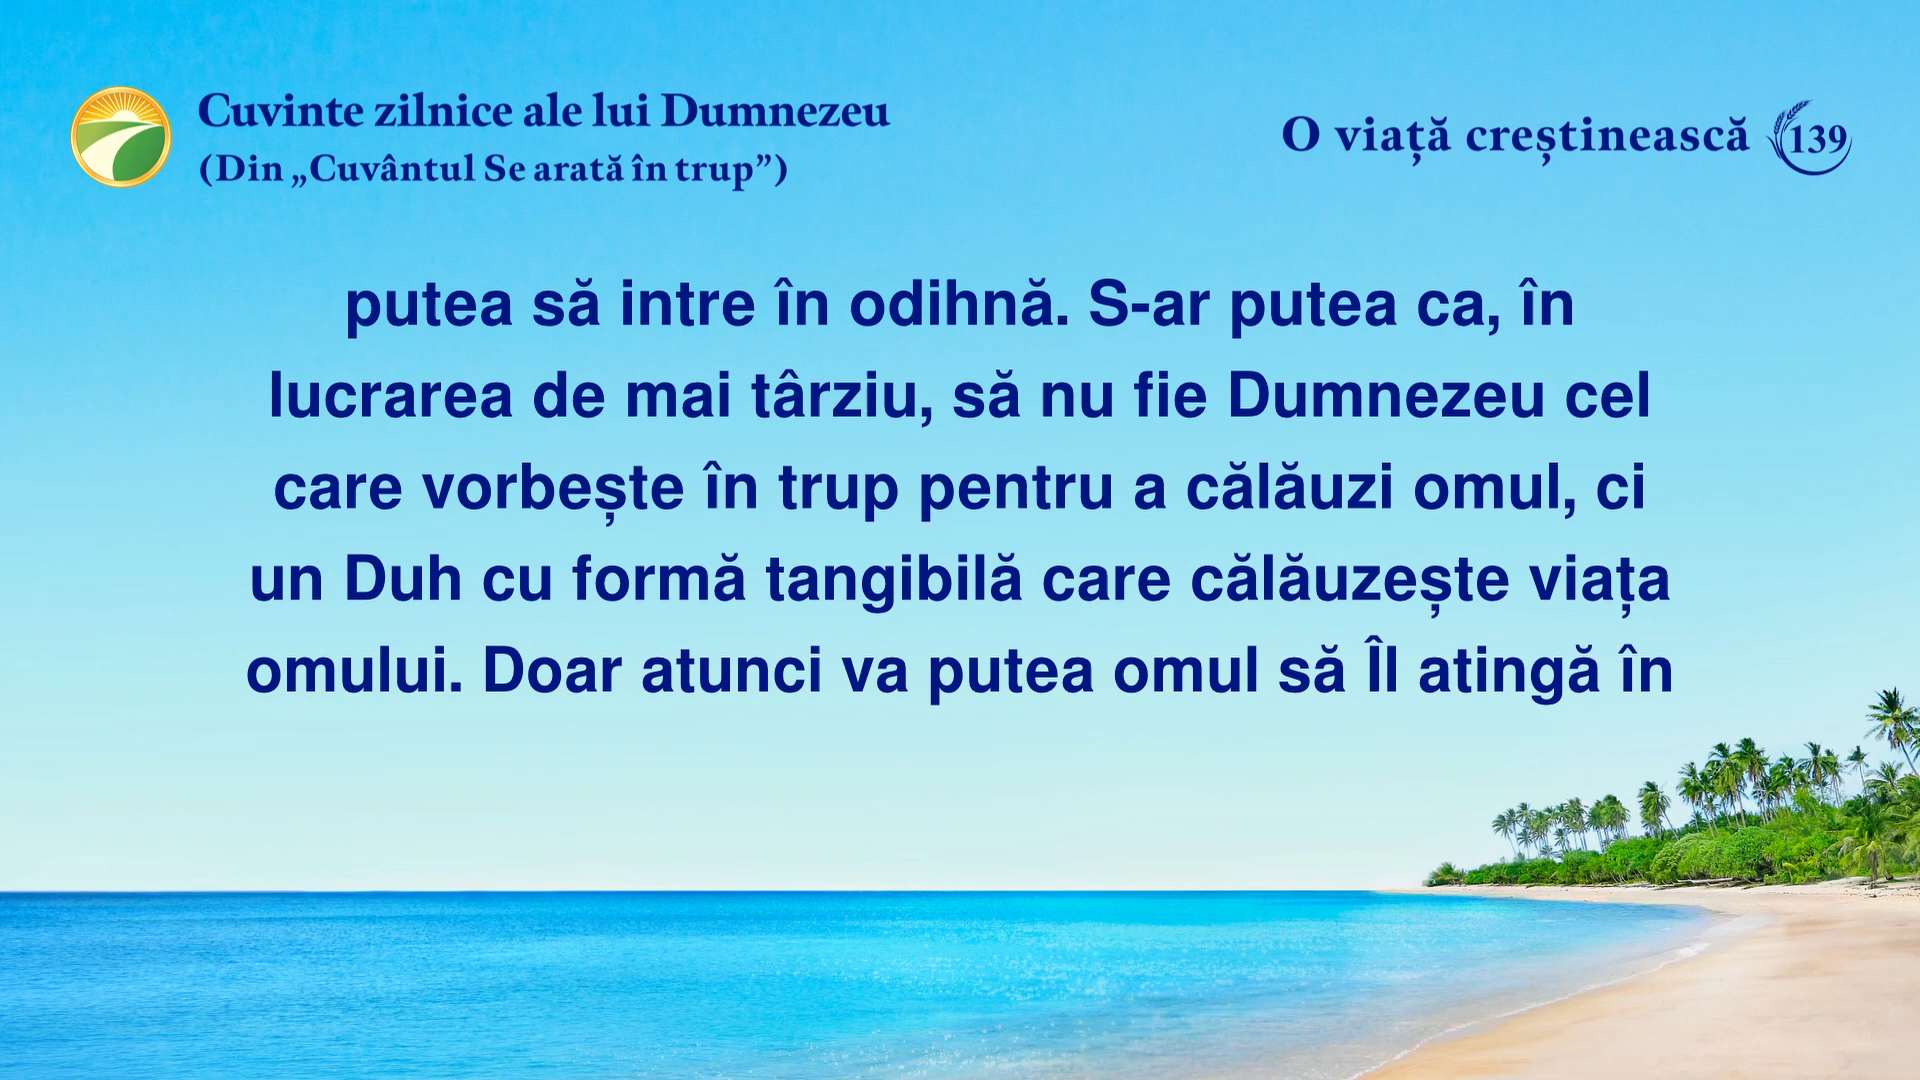 Cuvinte zilnice ale lui Dumnezeu
(Din „Cuvântul Se arată în trup”)
O viață creștinească 139
putea să intre în odihnă. S-ar putea ca, în
lucrarea de mai târziu, să nu fie Dumnezeu cel
care vorbește în trup pentru a călăuzi omul, ci
un Duh cu formă tangibilă care călăuzește viața
omului. Doar atunci va putea omul să Îl atingă în